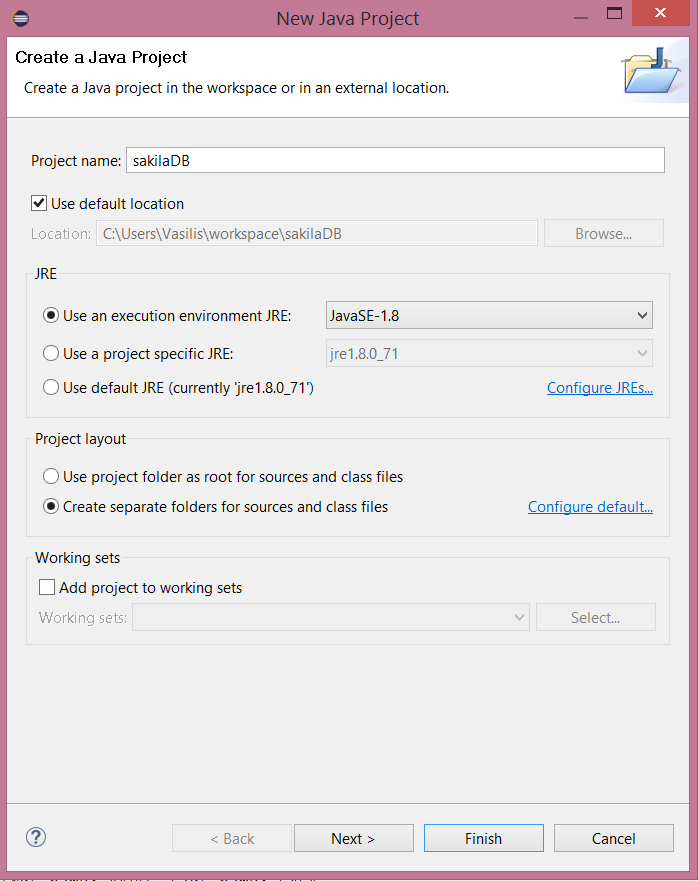 New Java Project
Create a Java Project
Create a Java project in the workspace or in an external location.
Project name: sakilaDB
Use default location
Location: C:\Users\Vasilis\workspace\sakilaDB Browse...
JRE
Use an execution environment JRE: JavaSE-1.8
Use a project specific JRE: jre1.8.0_71
Use default JRE (currently 'jre1.8.0_71') Configure JREs...
Project layout
Use project folder as root for sources and class files
Create separate folders for sources and class files Configure default...
Working sets
Add project to working sets
Working sets: Select...
< Back Next > Finish Cancel